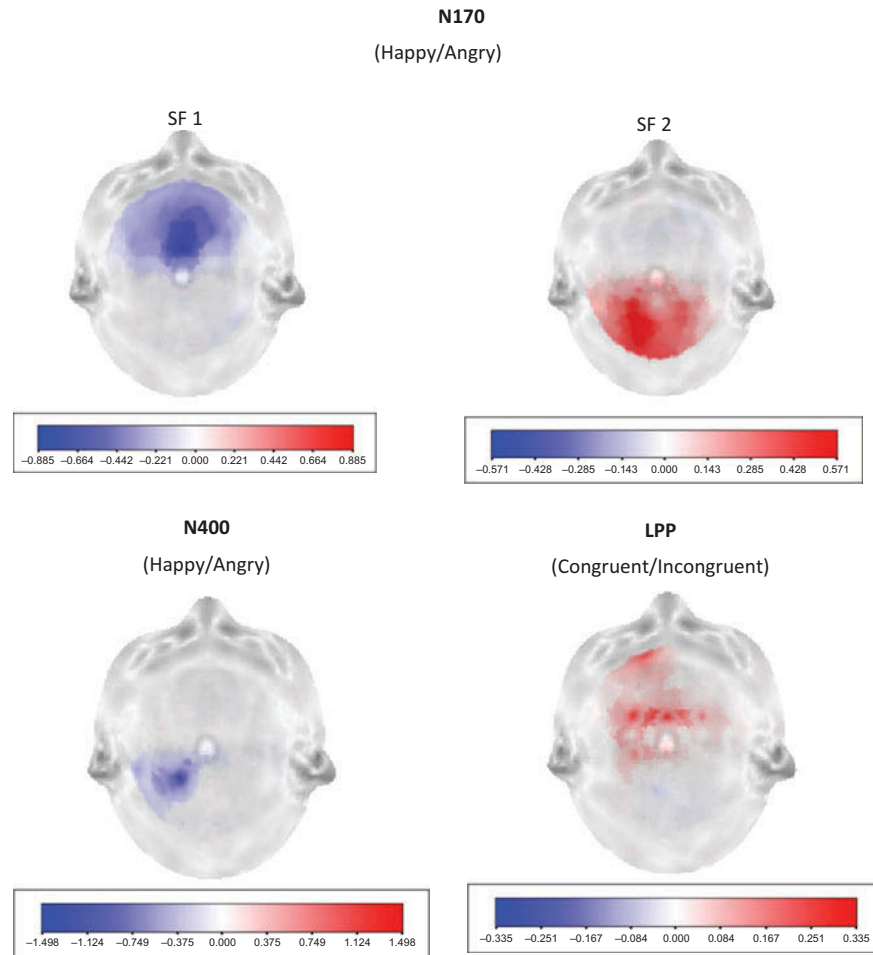 N170
(Happy/Angry)
SF 1
SF 2
−0.885 −0.664 −0.442 −0.221 0.000 0.221 0.442 0.664 0.885
−0.571 −0.428 −0.285 −0.143 0.000 0.143 0.285 0.428 0.571
N400
(Happy/Angry)
LPP
(Congruent/Incongruent)
−1.498 −1.124 −0.749 −0.375 0.000 0.375 0.749 1.124 1.498
−0.335 −0.251 −0.167 −0.084 0.000 0.084 0.167 0.251 0.335